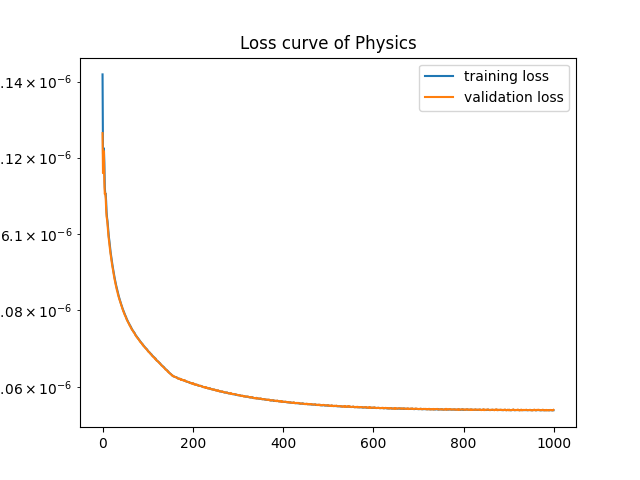 Loss curve of Physics
training loss
validation loss
.14 × 10⁻⁶
.12 × 10⁻⁶
6.1 × 10⁻⁶
.08 × 10⁻⁶
.06 × 10⁻⁶
0 200 400 600 800 1000